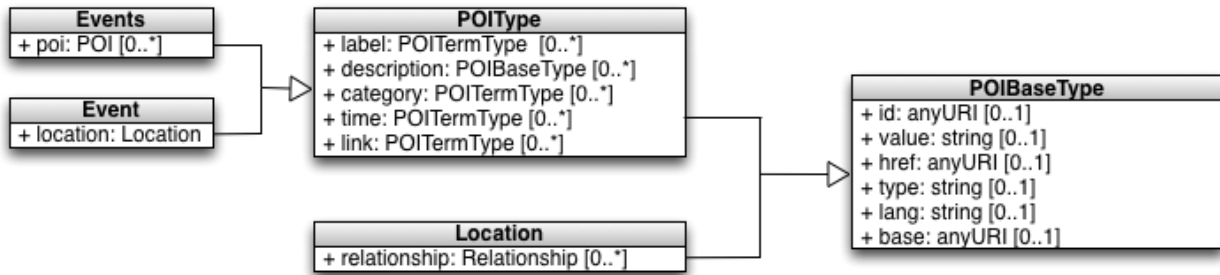 Events
+ poi: POI [0..*]
Event
+ location: Location
POIType
+ label: POITermType [0..*]
+ description: POIBaseType [0..*]
+ category: POITermType [0..*]
+ time: POITermType [0..*]
+ link: POITermType [0..*]
Location
+ relationship: Relationship [0..*]
POIBaseType
+ id: anyURI [0..1]
+ value: string [0..1]
+ href: anyURI [0..1]
+ type: string [0..1]
+ lang: string [0..1]
+ base: anyURI [0..1]